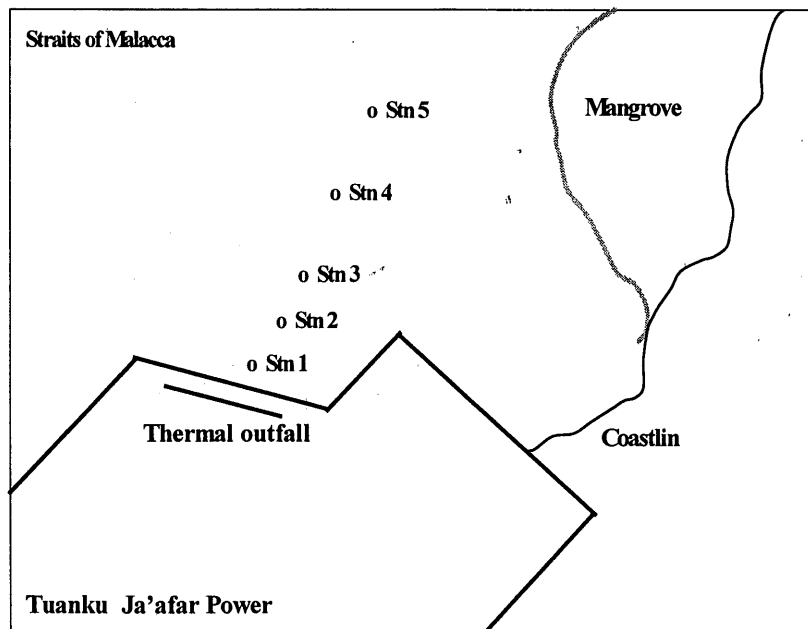 Straits of Malacca
Stn 5
Mangrove
Stn 4
Stn 3
Stn 2
Stn 1
Thermal outfall
Coastlin
Tuanku Ja'afar Power